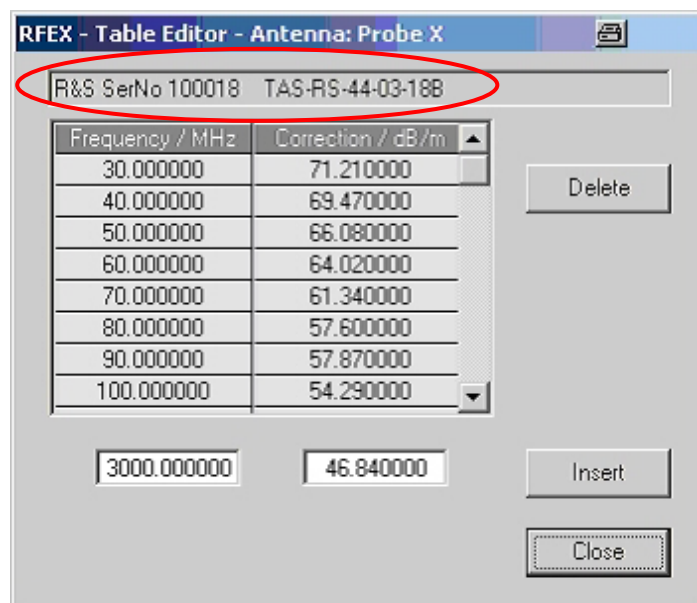 RFEX - Table Editor - Antenna: Probe X
R&S SerNo 100018 TAS-RS-44-03-18B
Frequency / MHz Correction / dB/m
30.000000 71.210000
40.000000 69.470000
50.000000 66.080000
60.000000 64.020000
70.000000 61.340000
80.000000 57.600000
90.000000 57.870000
100.000000 54.290000
Delete
3000.000000 46.840000
Insert
Close